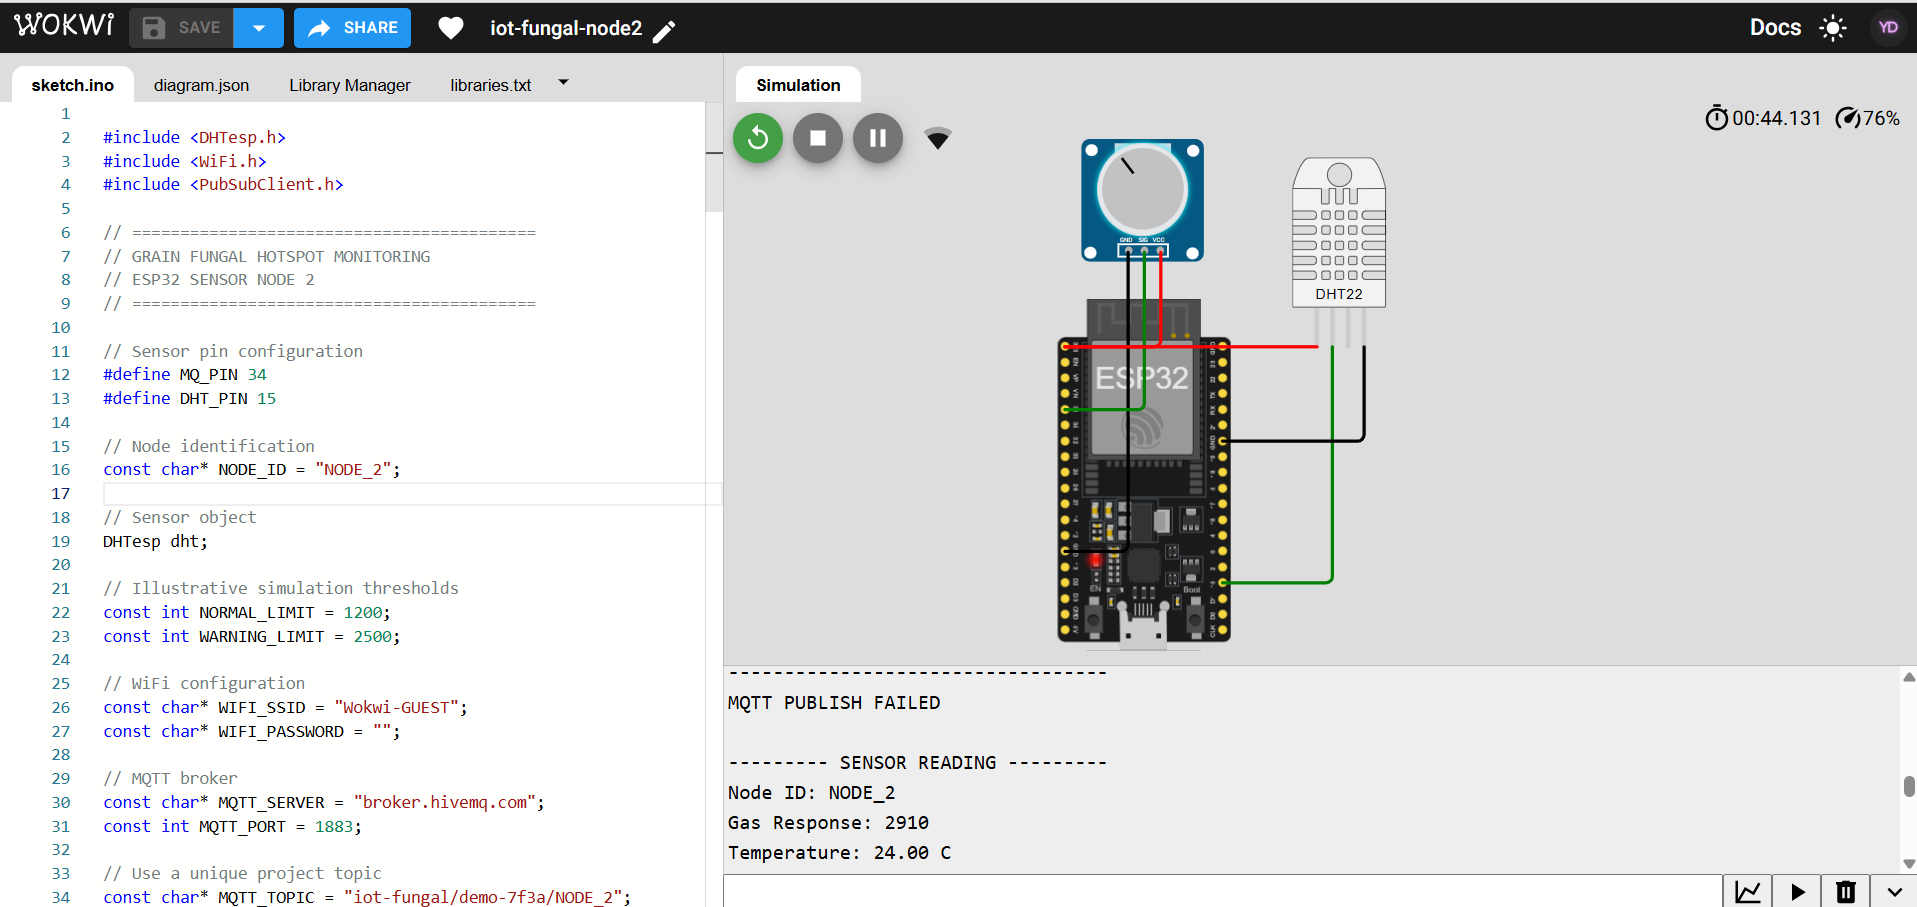 WOKWI SAVE SHARE iot-fungal-node2 Docs YD
sketch.ino diagram.json Library Manager libraries.txt
Simulation
00:44.131 76%
1
2 #include <DHTesp.h>
3 #include <WiFi.h>
4 #include <PubSubClient.h>
5
6 // ==========================================
7 // GRAIN FUNGAL HOTSPOT MONITORING
8 // ESP32 SENSOR NODE 2
9 // ==========================================
10
11 // Sensor pin configuration
12 #define MQ_PIN 34
13 #define DHT_PIN 15
14
15 // Node identification
16 const char* NODE_ID = "NODE_2";
17
18 // Sensor object
19 DHTesp dht;
20
21 // Illustrative simulation thresholds
22 const int NORMAL_LIMIT = 1200;
23 const int WARNING_LIMIT = 2500;
24
25 // WiFi configuration
26 const char* WIFI_SSID = "Wokwi-GUEST";
27 const char* WIFI_PASSWORD = "";
28
29 // MQTT broker
30 const char* MQTT_SERVER = "broker.hivemq.com";
31 const int MQTT_PORT = 1883;
32
33 // Use a unique project topic
34 const char* MQTT_TOPIC = "iot-fungal/demo-7f3a/NODE_2";
GND SIG VCC
DHT22
ESP32
EN Boot
----------------------------------
MQTT PUBLISH FAILED
--------- SENSOR READING ---------
Node ID: NODE_2
Gas Response: 2910
Temperature: 24.00 C